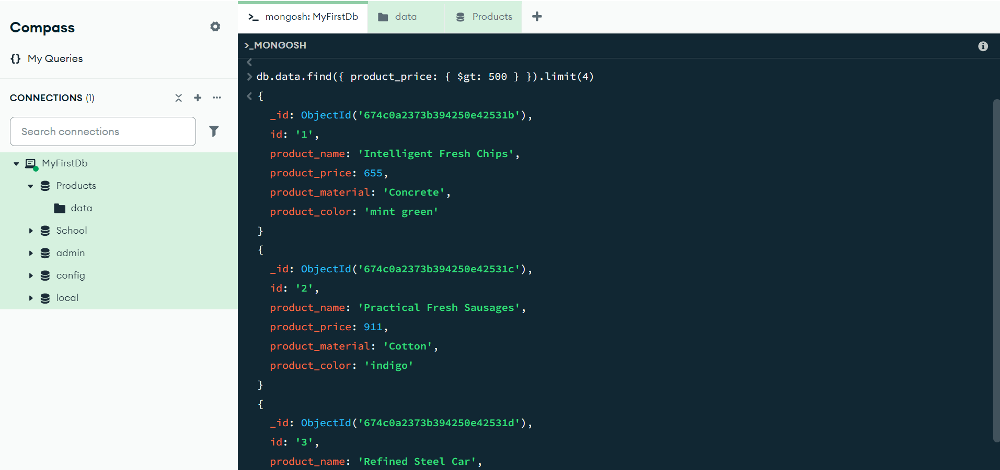 Compass
{} My Queries
CONNECTIONS (1)
Search connections
MyFirstDb
Products
data
School
admin
config
local
>_ mongosh: MyFirstDb
data
Products
>_MONGOSH
db.data.find({ product_price: { $gt: 500 } }).limit(4)
{
_id: ObjectId('674c0a2373b394250e42531b'),
id: '1',
product_name: 'Intelligent Fresh Chips',
product_price: 655,
product_material: 'Concrete',
product_color: 'mint green'
}
{
_id: ObjectId('674c0a2373b394250e42531c'),
id: '2',
product_name: 'Practical Fresh Sausages',
product_price: 911,
product_material: 'Cotton',
product_color: 'indigo'
}
{
_id: ObjectId('674c0a2373b394250e42531d'),
id: '3',
product_name: 'Refined Steel Car',